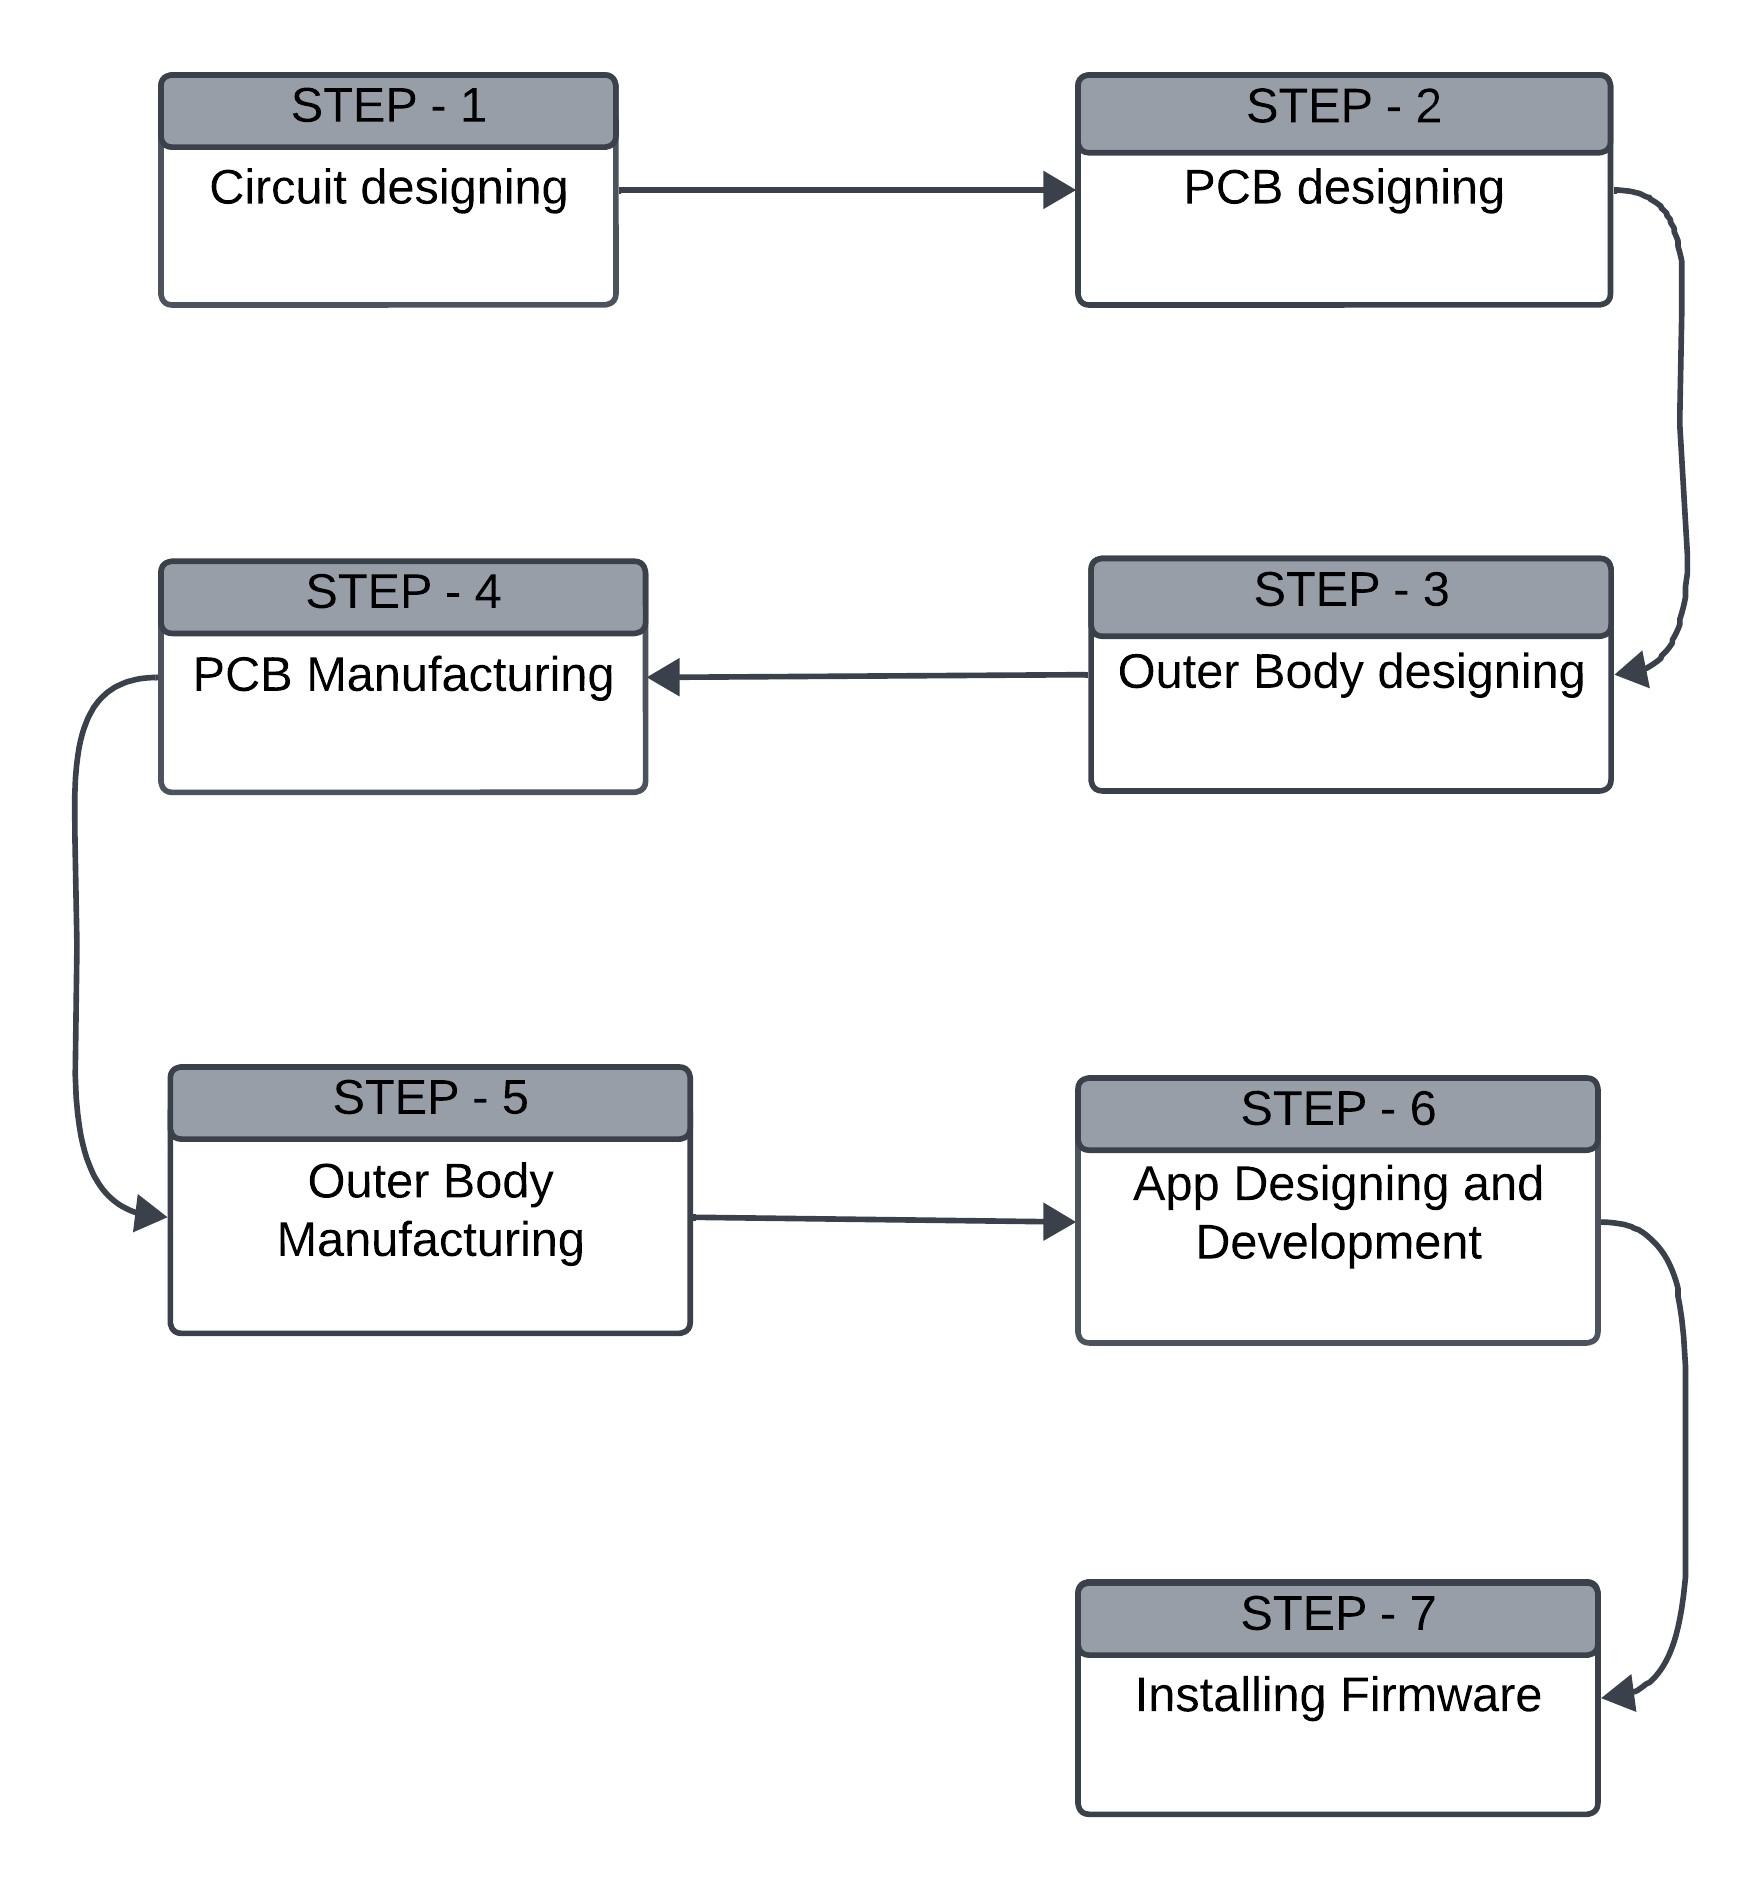 STEP - 1
Circuit designing
STEP - 2
PCB designing
STEP - 3
Outer Body designing
STEP - 4
PCB Manufacturing
STEP - 5
Outer Body
Manufacturing
STEP - 6
App Designing and
Development
STEP - 7
Installing Firmware